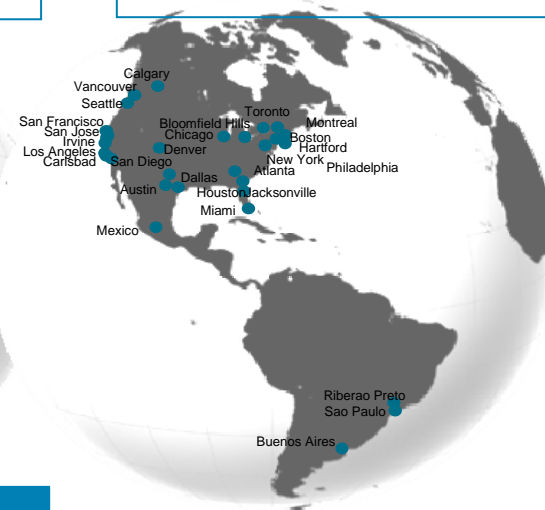 Calgary
Vancouver
Seattle
Toronto
San Francisco
Bloomfield Hills
Montreal
San Jose
Chicago
Boston
Irvine
Hartford
Los Angeles
Denver
Carlsbad
San Diego
New York
Philadelphia
Dallas
Atlanta
Austin
Houston
Jacksonville
Miami
Mexico
Riberao Preto
Sao Paulo
Buenos Aires